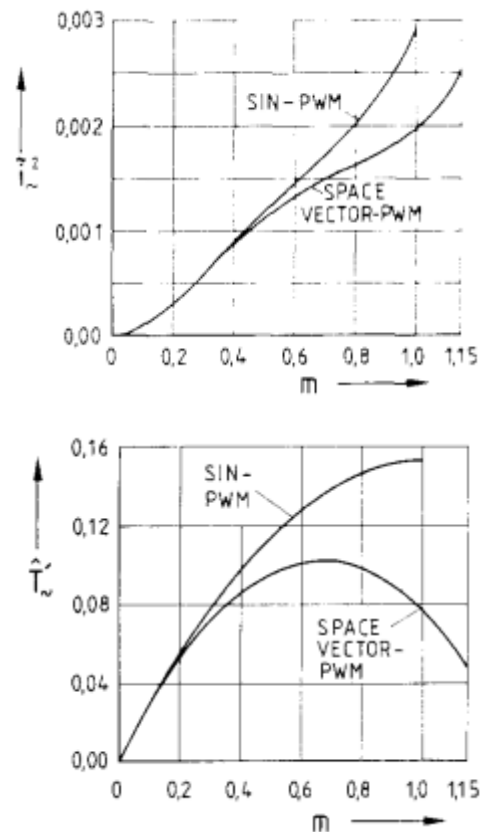 0,003
SIN-PWM
0,002
SPACE
VECTOR-PWM
0,001
0,00
0 0,2 0,4 0,6 0,8 1,0 1,15
m
0,16
SIN-
PWM
0,12
0,08
SPACE
VECTOR-
PWM
0,04
0,00
0 0,2 0,4 0,6 0,8 1,0 1,15
m